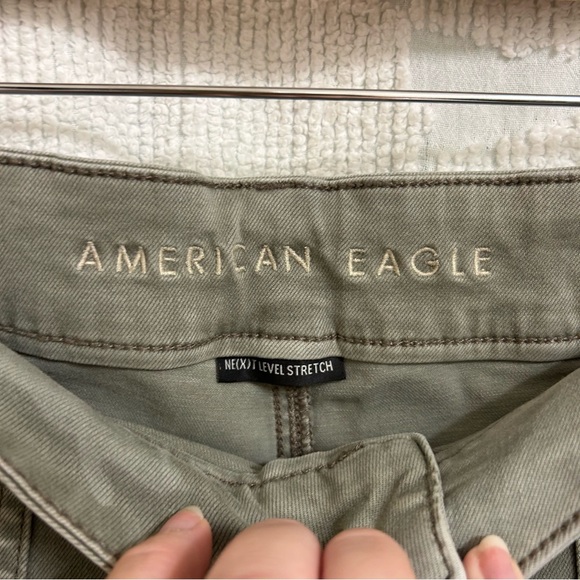 AMERICAN EAGLE
NE(X)T LEVEL STRETCH